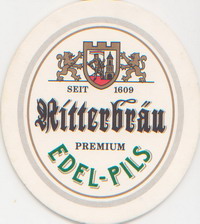 SEIT 1609
Ritterbräu
PREMIUM
EDEL-PILS